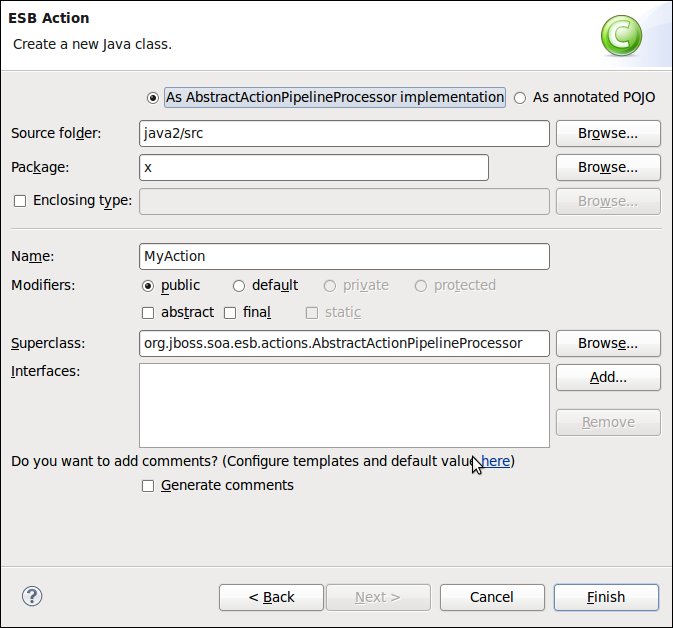 ESB Action
Create a new Java class.
C
As AbstractActionPipelineProcessor implementation As annotated POJO
Source folder: java2/src Browse...
Package: x Browse...
Enclosing type: Browse...
Name: MyAction
Modifiers: public default private protected
abstract final static
Superclass: org.jboss.soa.esb.actions.AbstractActionPipelineProcessor Browse...
Interfaces: Add...
Remove
Do you want to add comments? (Configure templates and default value here)
Generate comments
? < Back Next > Cancel Finish